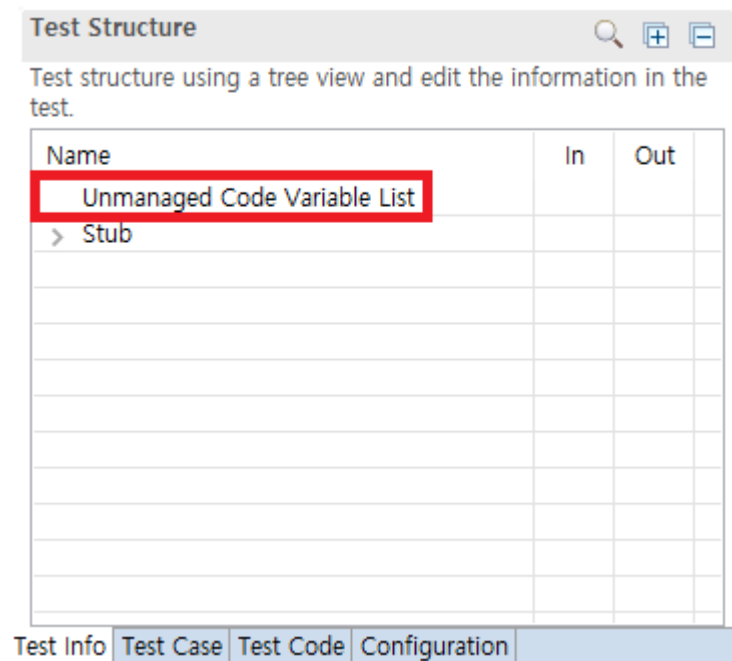 Test Structure
Test structure using a tree view and edit the information in the
test.
Name In Out
Unmanaged Code Variable List
Stub
Test Info Test Case Test Code Configuration